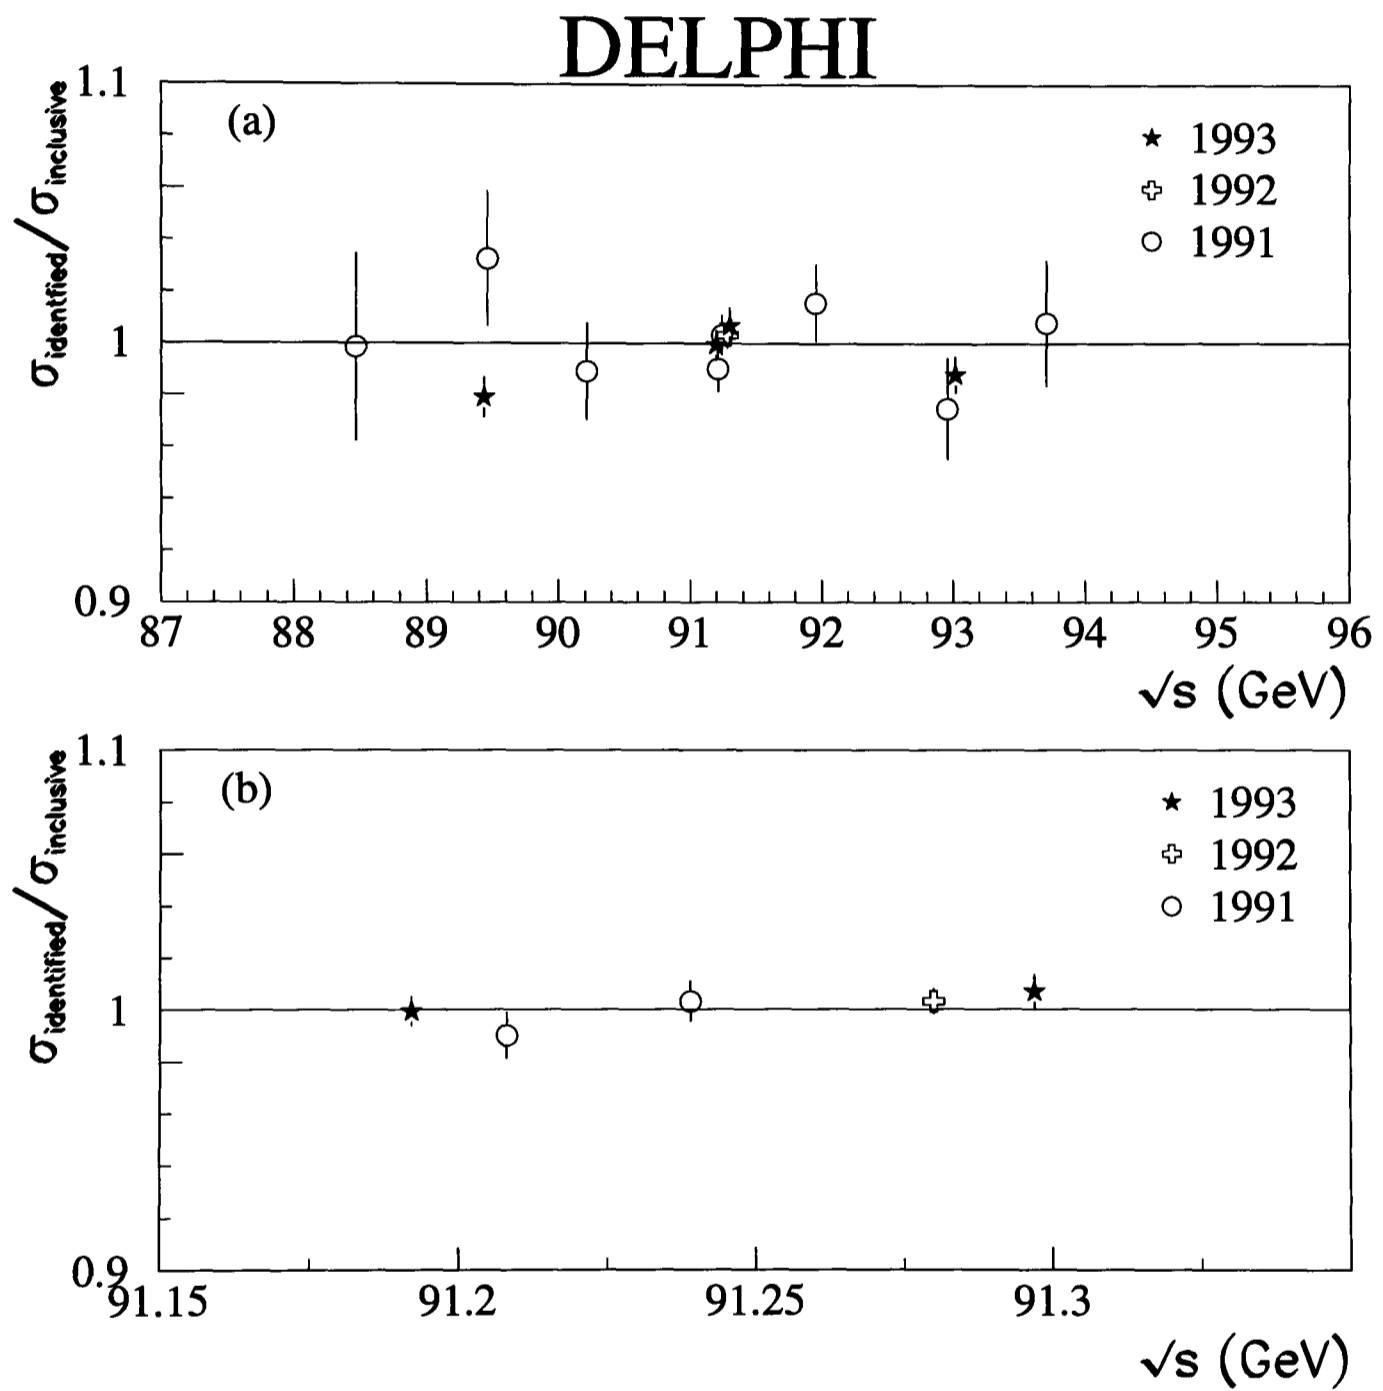 DELPHI
1.1
(a)
★ 1993
✚ 1992
○ 1991
σidentfied/σinclusive
1
0.9
87 88 89 90 91 92 93 94 95 96
√s (GeV)
1.1
(b)
★ 1993
✚ 1992
○ 1991
σidentified/σinclusive
1
0.9
91.15 91.2 91.25 91.3
√s (GeV)